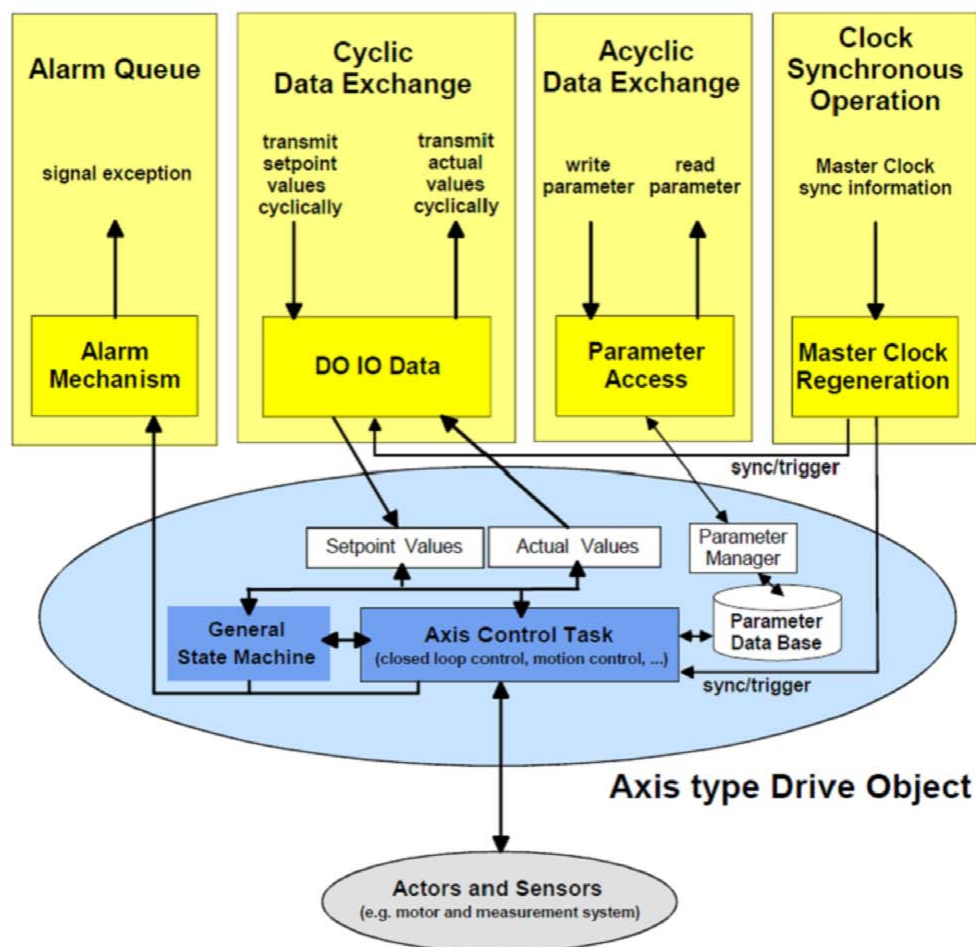 Alarm Queue
signal exception
Alarm
Mechanism
Cyclic
Data Exchange
transmit
setpoint
values
cyclically
transmit
actual
values
cyclically
DO IO Data
Acyclic
Data Exchange
write
parameter
read
parameter
Parameter
Access
Clock
Synchronous
Operation
Master Clock
sync information
Master Clock
Regeneration
sync/trigger
Setpoint Values
Actual Values
Parameter
Manager
General
State Machine
Axis Control Task
(closed loop control, motion control, ...)
Parameter
Data Base
sync/trigger
Axis type Drive Object
Actors and Sensors
(e.g. motor and measurement system)